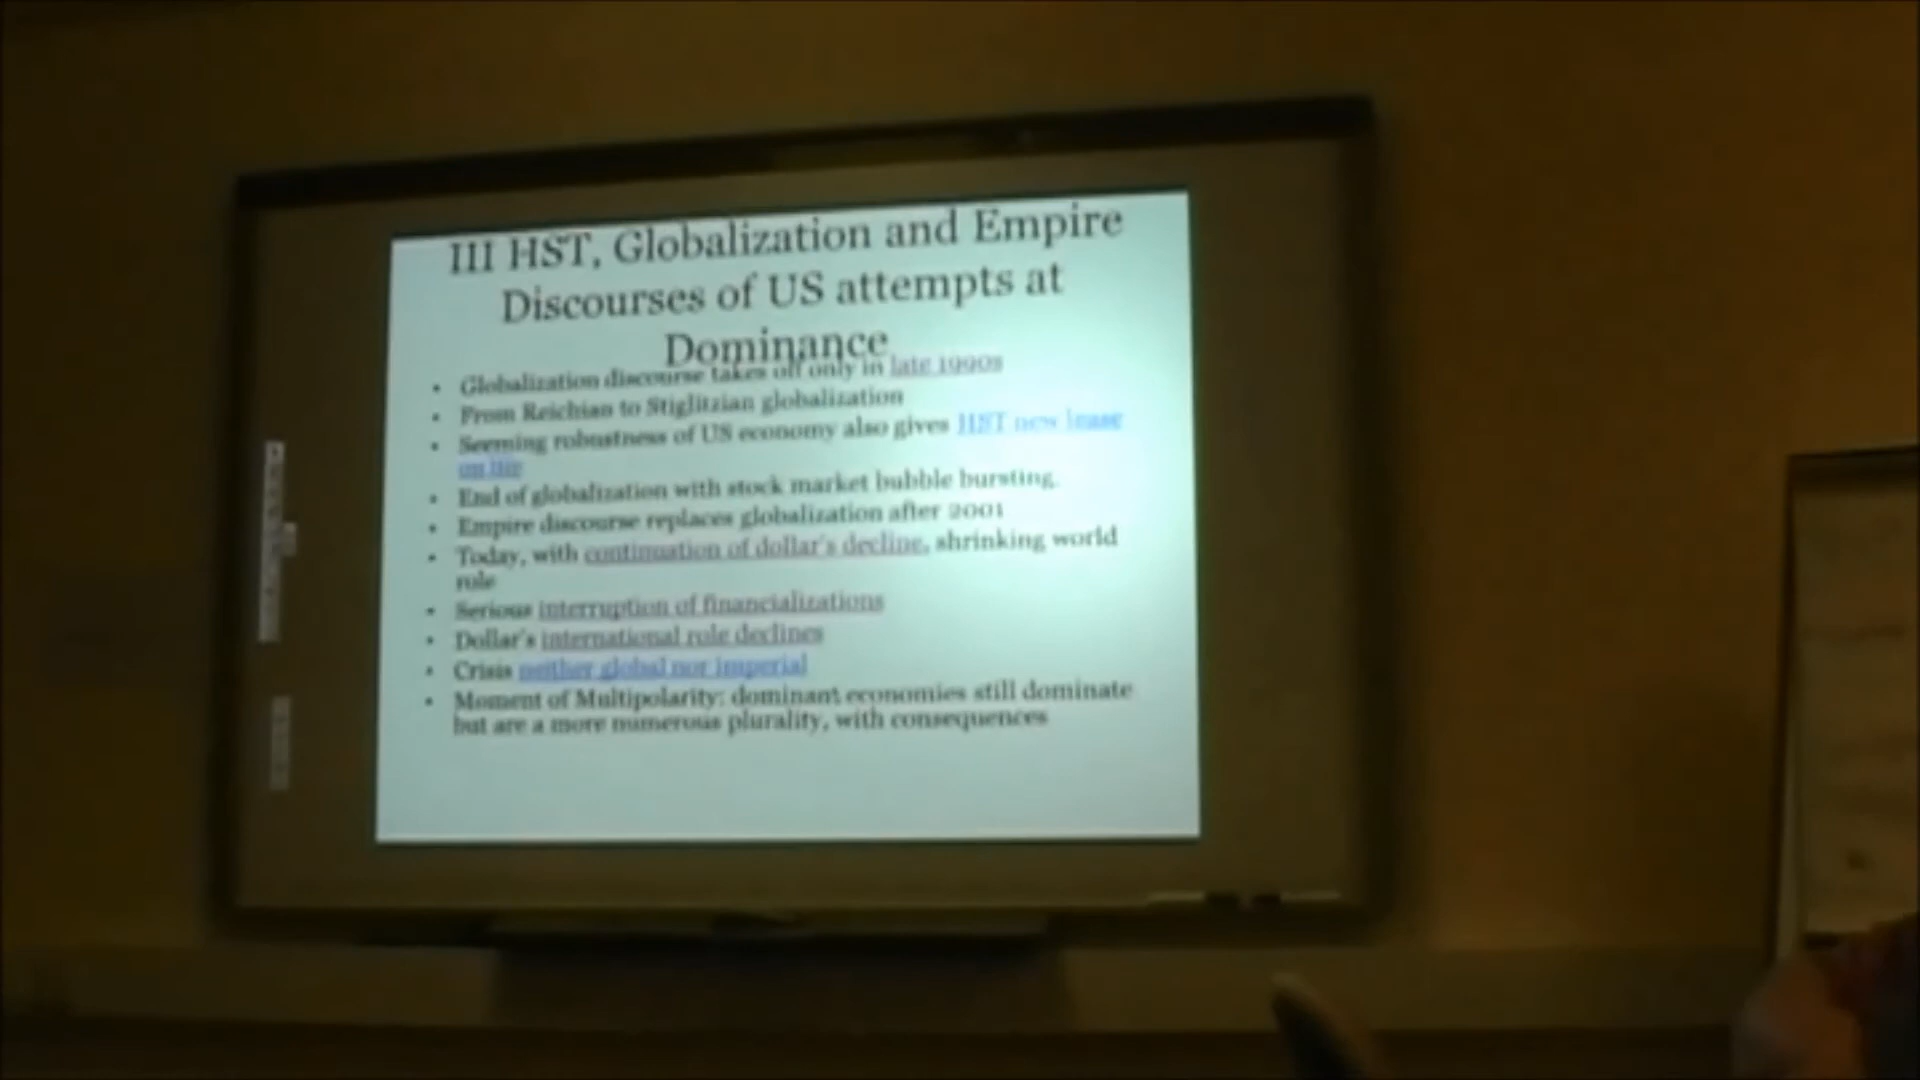 III HST, Globalization and Empire
Discourses of US attempts at
Dominance
• Globalization discourse takes off only in late 1990s
• From Reichian to Stiglitzian globalization
• Seeming robustness of US economy also gives HST new lease
on life
• End of globalization with stock market bubble bursting.
• Empire discourse replaces globalization after 2001
• Today, with continuation of dollar's decline, shrinking world
role
• Serious interruption of financializations
• Dollar's international role declines
• Crisis neither global nor imperial
• Moment of Multipolarity: dominant economies still dominate
but are a more numerous plurality, with consequences